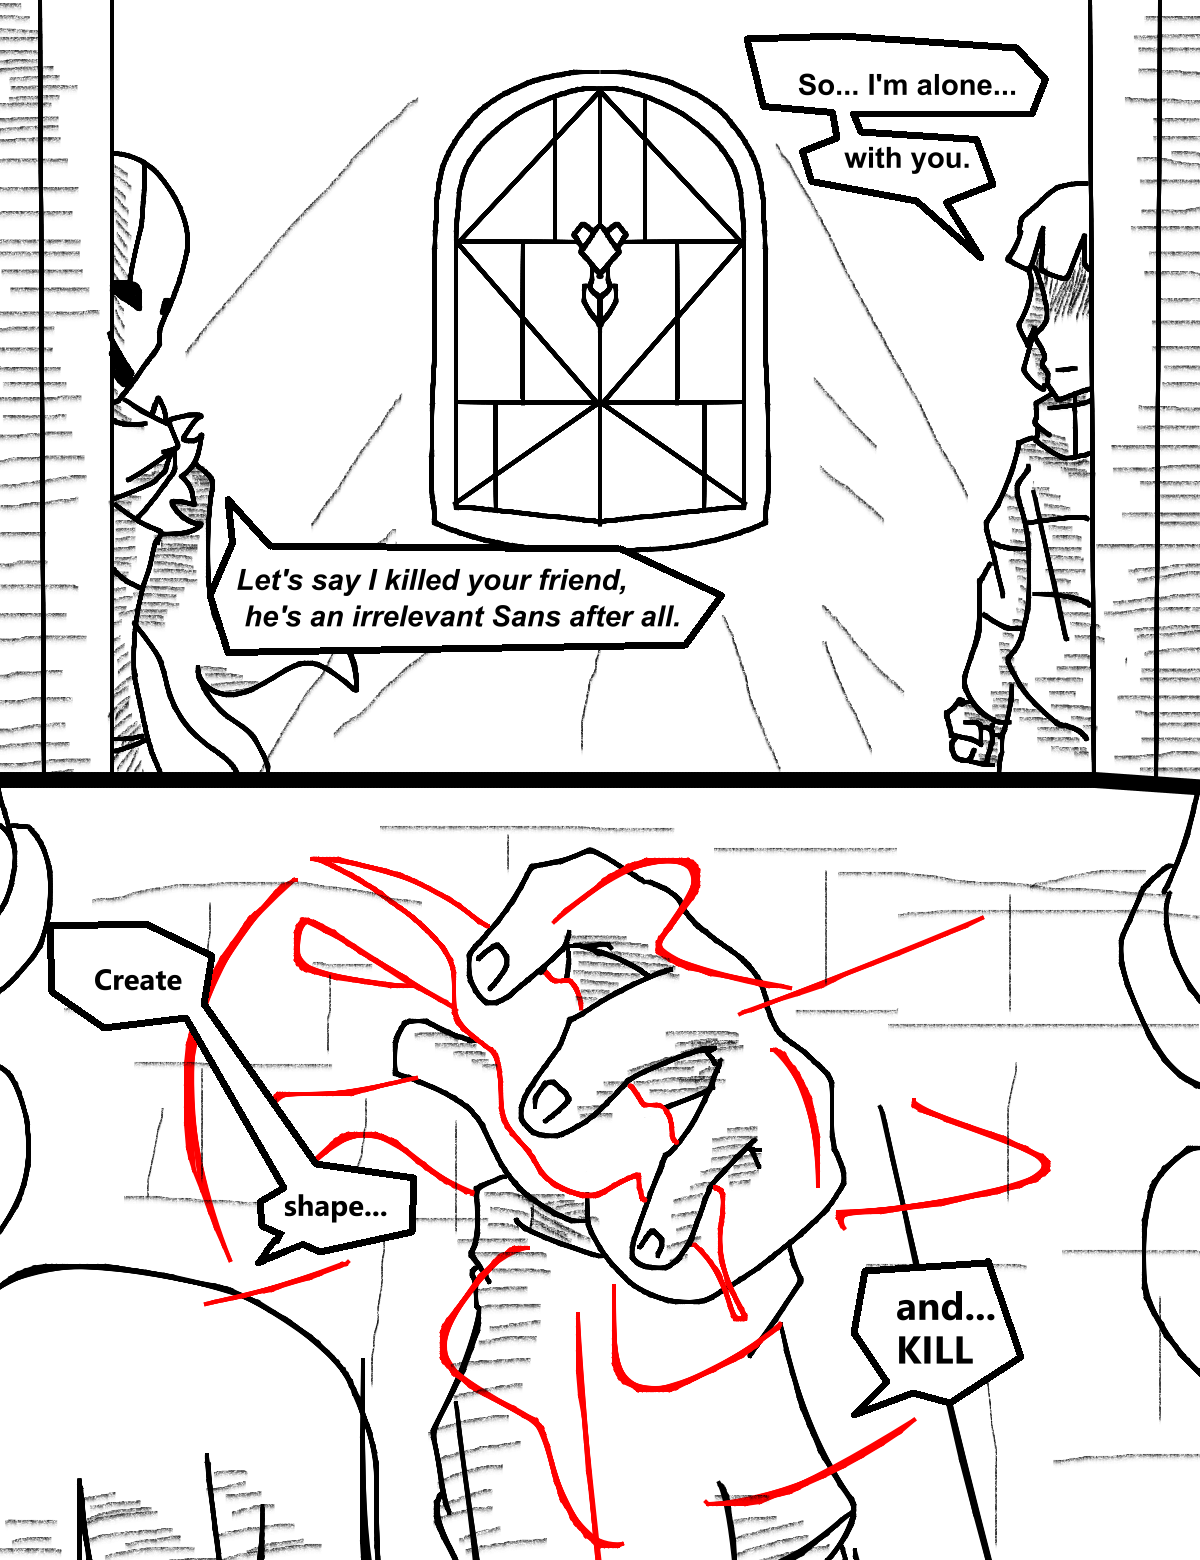 So... I'm alone...
with you.
Let's say I killed your friend,
he's an irrelevant Sans after all.
Create
shape...
and...
KILL